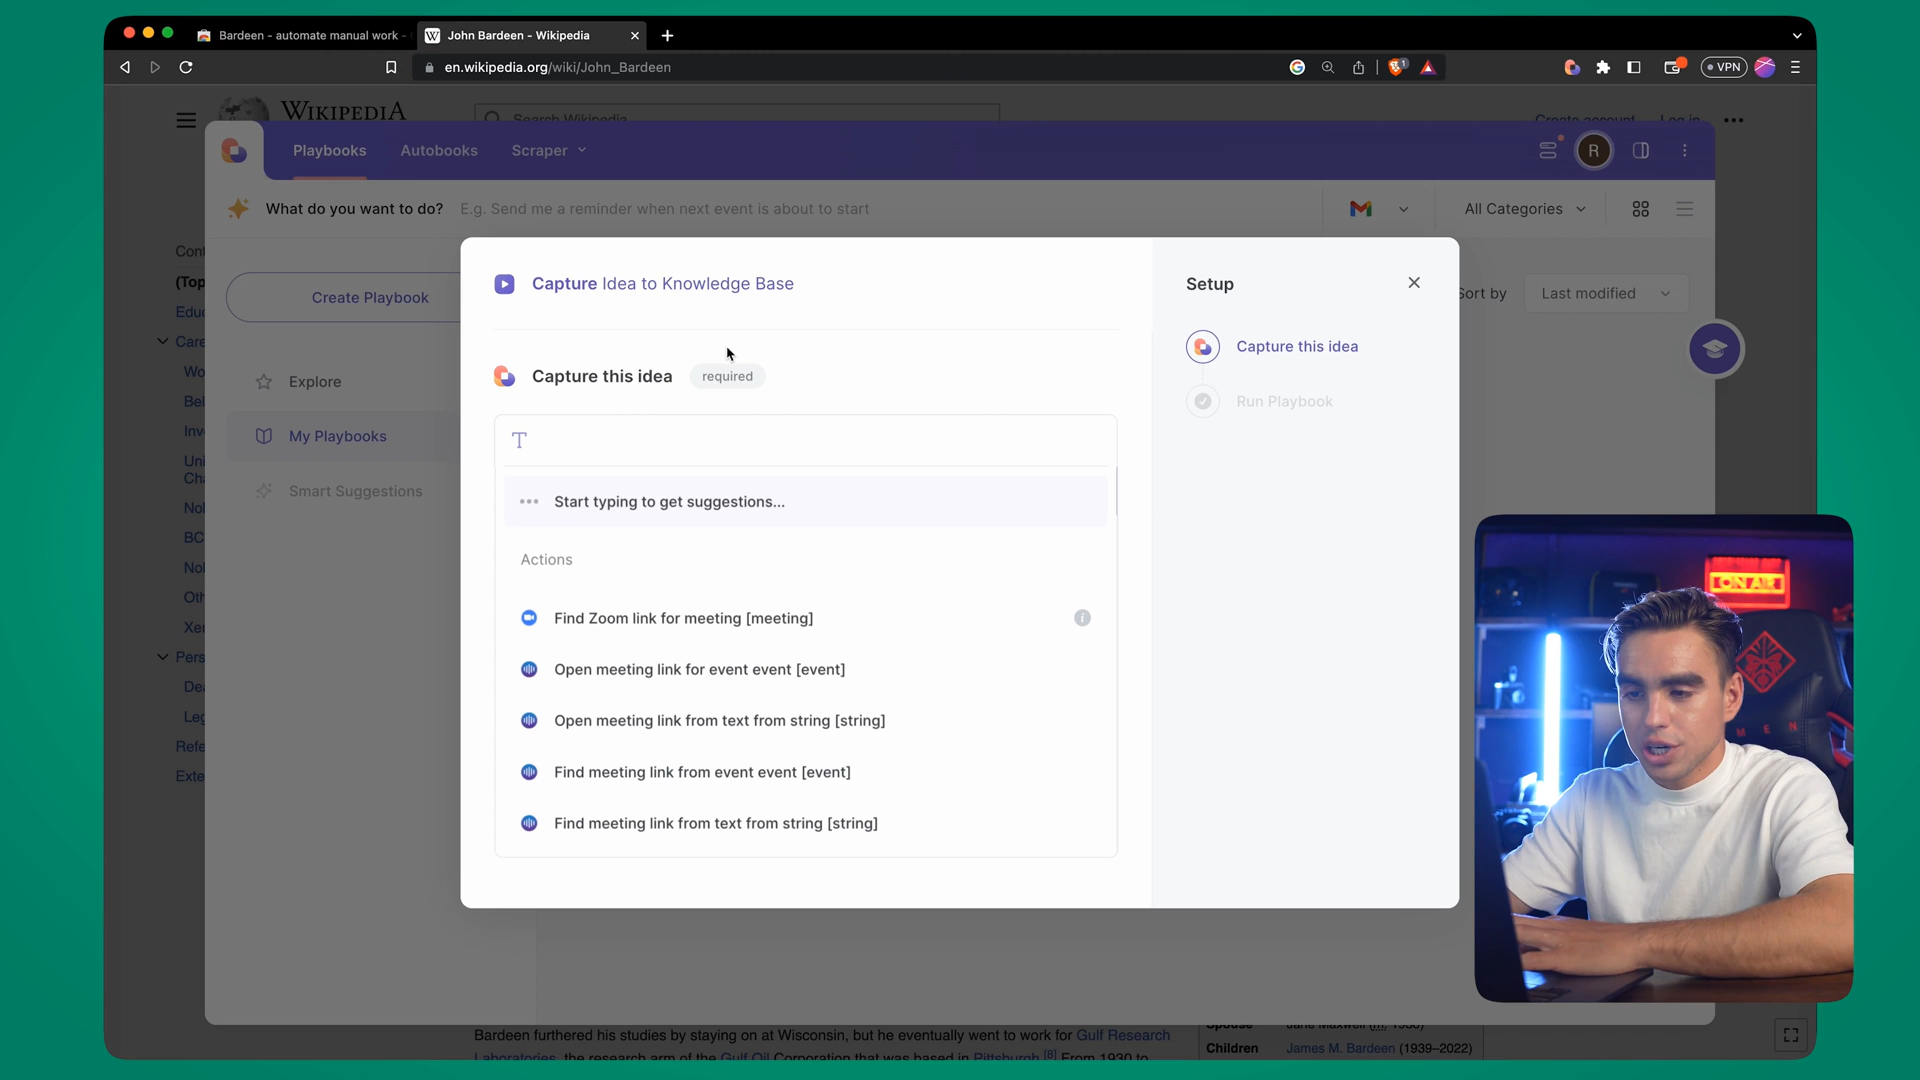 Bardeen - automate manual work -
John Bardeen - Wikipedia
en.wikipedia.org/wiki/John_Bardeen
1
VPN
WIKIPEDIA
Search Wikipedia
Create account
Log in
Playbooks
Autobooks
Scraper
R
What do you want to do?
E.g. Send me a reminder when next event is about to start
All Categories
Capture Idea to Knowledge Base
Setup
Sort by
Last modified
Cont
(Top
Create Playbook
Educ
Care
Capture this idea
required
Capture this idea
Wo
Explore
Bel
Run Playbook
Inv
My Playbooks
T
Uni
Cha
Smart Suggestions
Start typing to get suggestions...
Nol
BC
Actions
Nol
Oth
Find Zoom link for meeting [meeting]
i
Xer
Pers
Open meeting link for event event [event]
Dea
Leg
Open meeting link from text from string [string]
Refe
Exte
Find meeting link from event event [event]
Find meeting link from text from string [string]
ON AIR
MEN
Bardeen furthered his studies by staying on at Wisconsin, but he eventually went to work for Gulf Research
Laboratories, the research arm of the Gulf Oil Corporation that was based in Pittsburgh.[8] From 1930 to
Spouse
Jane Maxwell (m. 1938)
Children
James M. Bardeen (1939–2022)